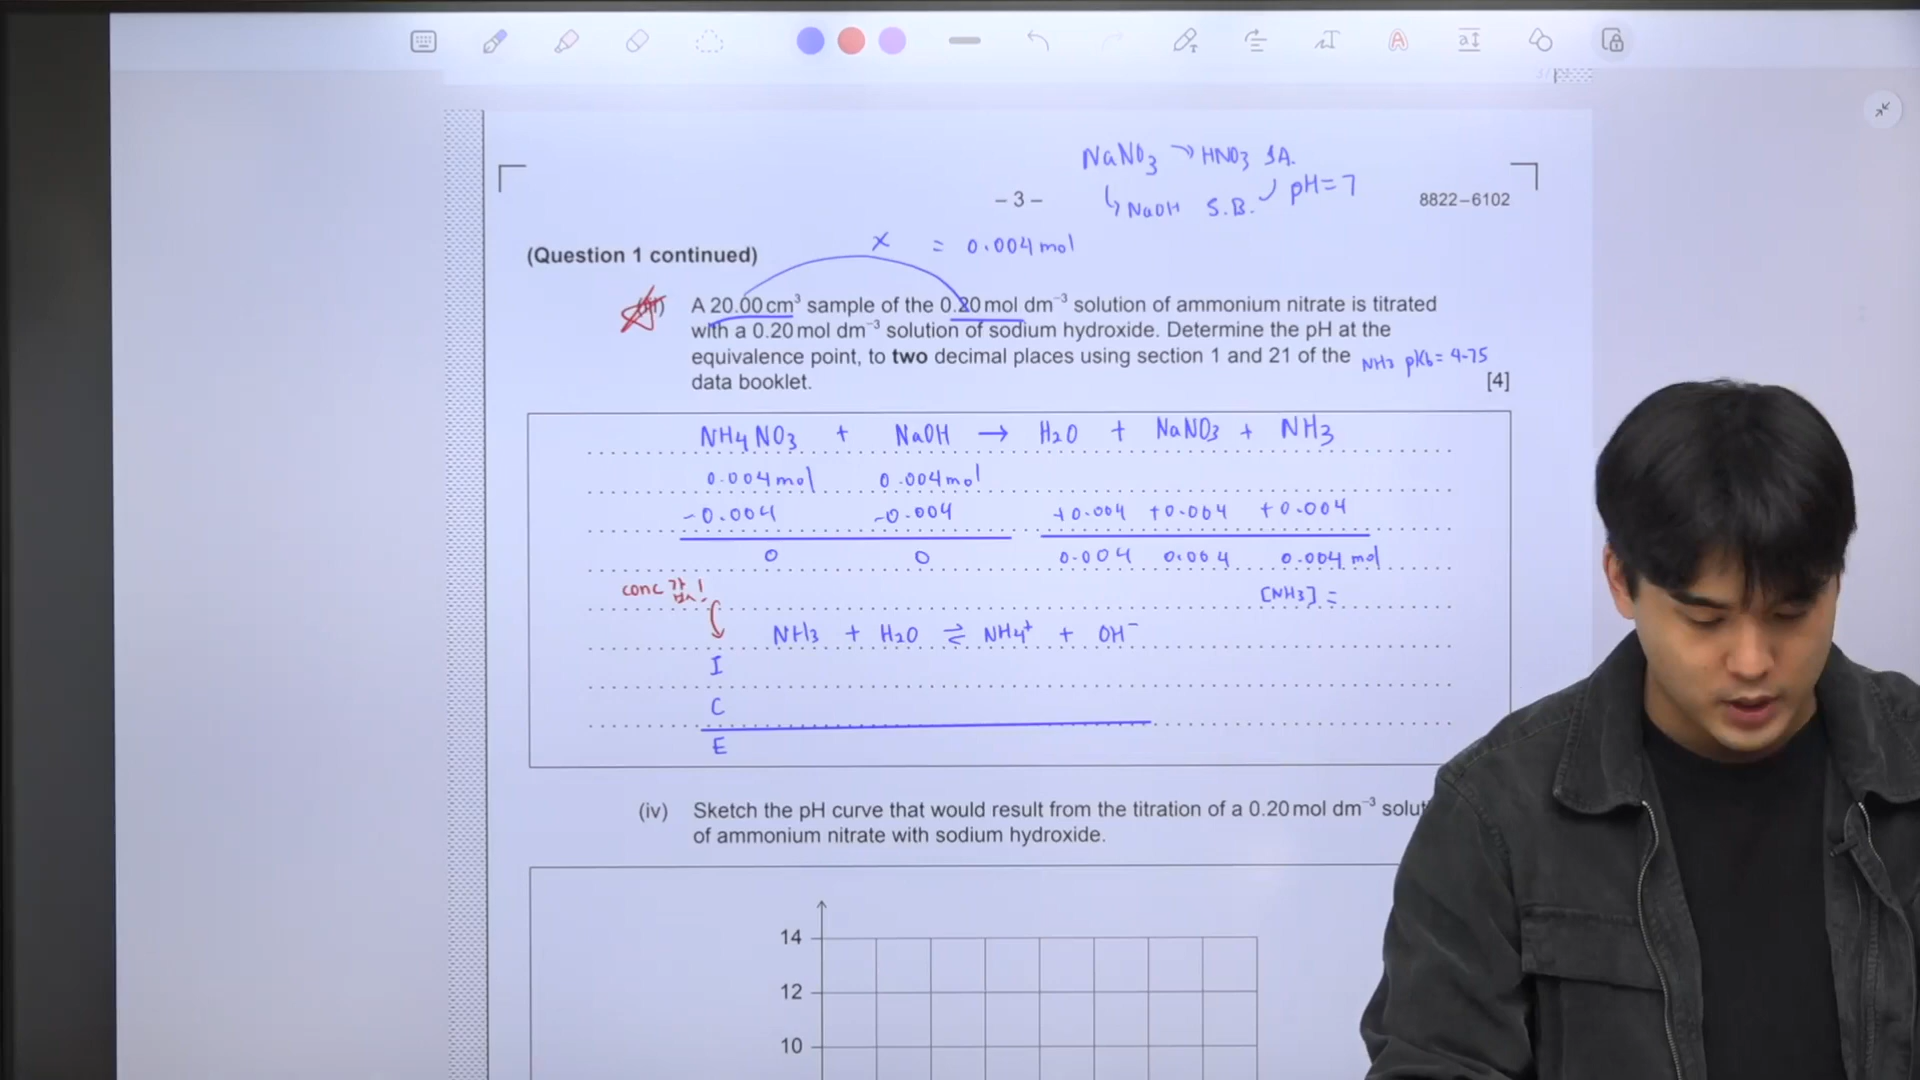 NaNO3 → HNO3 SA.
↳ NaOH S.B. pH=7
– 3 –
8822–6102
x = 0.004 mol
(Question 1 continued)
A 20.00 cm³ sample of the 0.20 mol dm⁻³ solution of ammonium nitrate is titrated
with a 0.20 mol dm⁻³ solution of sodium hydroxide. Determine the pH at the
equivalence point, to two decimal places using section 1 and 21 of the
NH3 pKb = 4.75
data booklet.
[4]
NH4NO3 + NaOH → H2O + NaNO3 + NH3
0.004 mol 0.004 mol
-0.004 -0.004 +0.004 +0.004 +0.004
0 0 0.004 0.004 0.004 mol
conc 값!
[NH3] =
NH3 + H2O ⇌ NH4⁺ + OH⁻
I
C
E
(iv) Sketch the pH curve that would result from the titration of a 0.20 mol dm⁻³
of ammonium nitrate with sodium hydroxide.
14
12
10